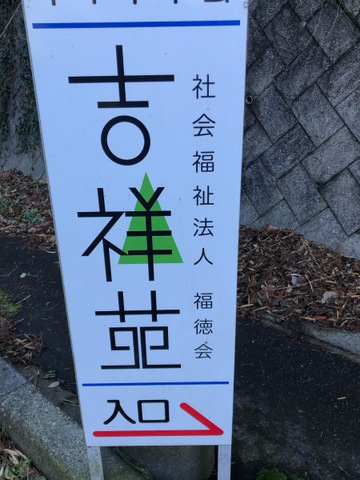 社会福祉法人 福徳会
吉祥苑
入口